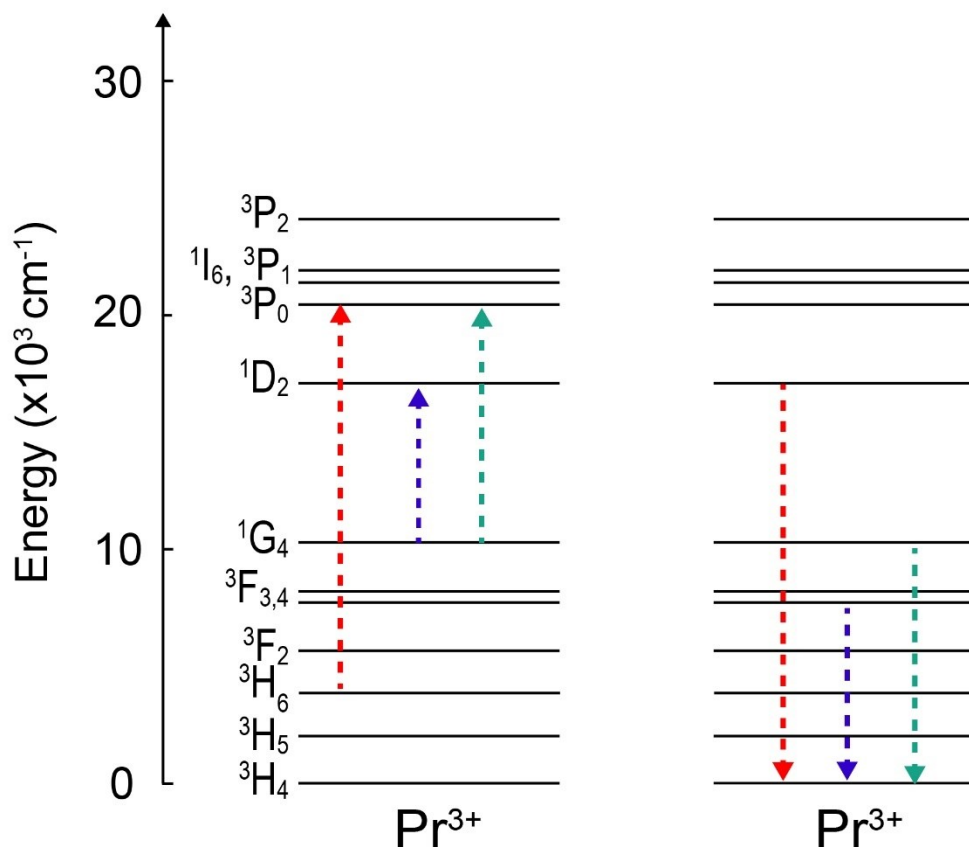 Energy (x10³ cm⁻¹)
30
20
10
0
³P₂
¹I₆, ³P₁
³P₀
¹D₂
¹G₄
³F₃,₄
³F₂
³H₆
³H₅
³H₄
Pr³⁺
Pr³⁺